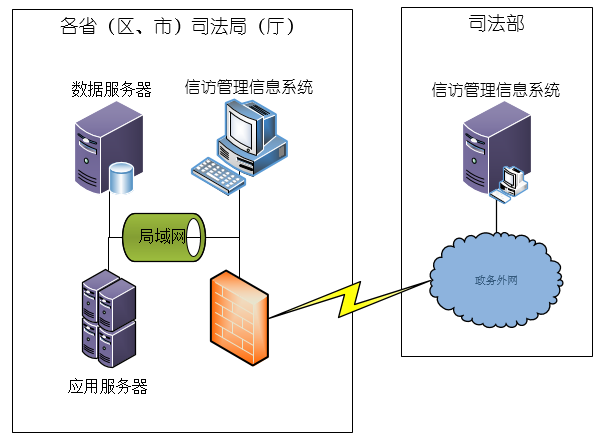 各省（区、市）司法局（厅）
司法部
数据服务器
信访管理信息系统
信访管理信息系统
局域网
政务外网
应用服务器